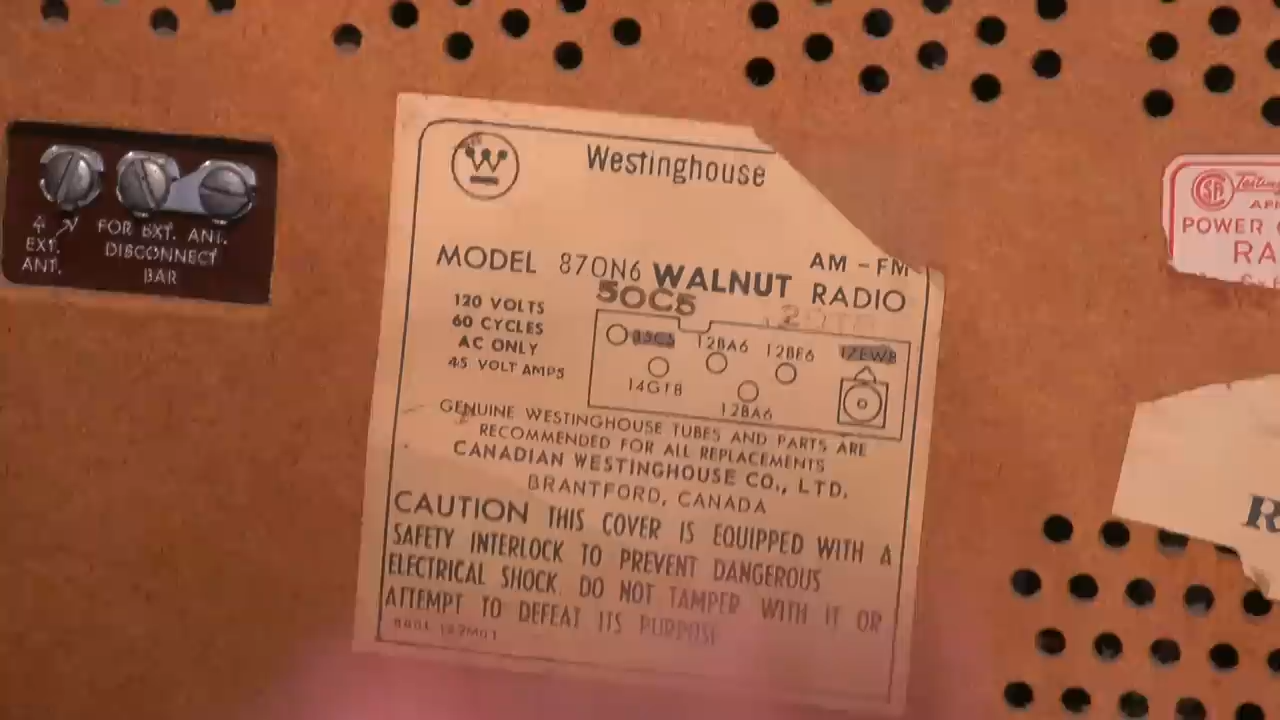 Westinghouse
MODEL 870N6 WALNUT AM-FM RADIO
50C5
120 VOLTS
60 CYCLES
AC ONLY
45 VOLT AMPS
35C5 12BA6 12BE6 17EW8
14GT8 12BA6
GENUINE WESTINGHOUSE TUBES AND PARTS ARE
RECOMMENDED FOR ALL REPLACEMENTS
CANADIAN WESTINGHOUSE CO., LTD.
BRANTFORD, CANADA
CAUTION THIS COVER IS EQUIPPED WITH A
SAFETY INTERLOCK TO PREVENT DANGEROUS
ELECTRICAL SHOCK. DO NOT TAMPER WITH IT OR
ATTEMPT TO DEFEAT ITS PURPOSE
EXT.
ANT.
FOR EXT. ANT.
DISCONNECT
BAR
Testing
POWER
RA
R